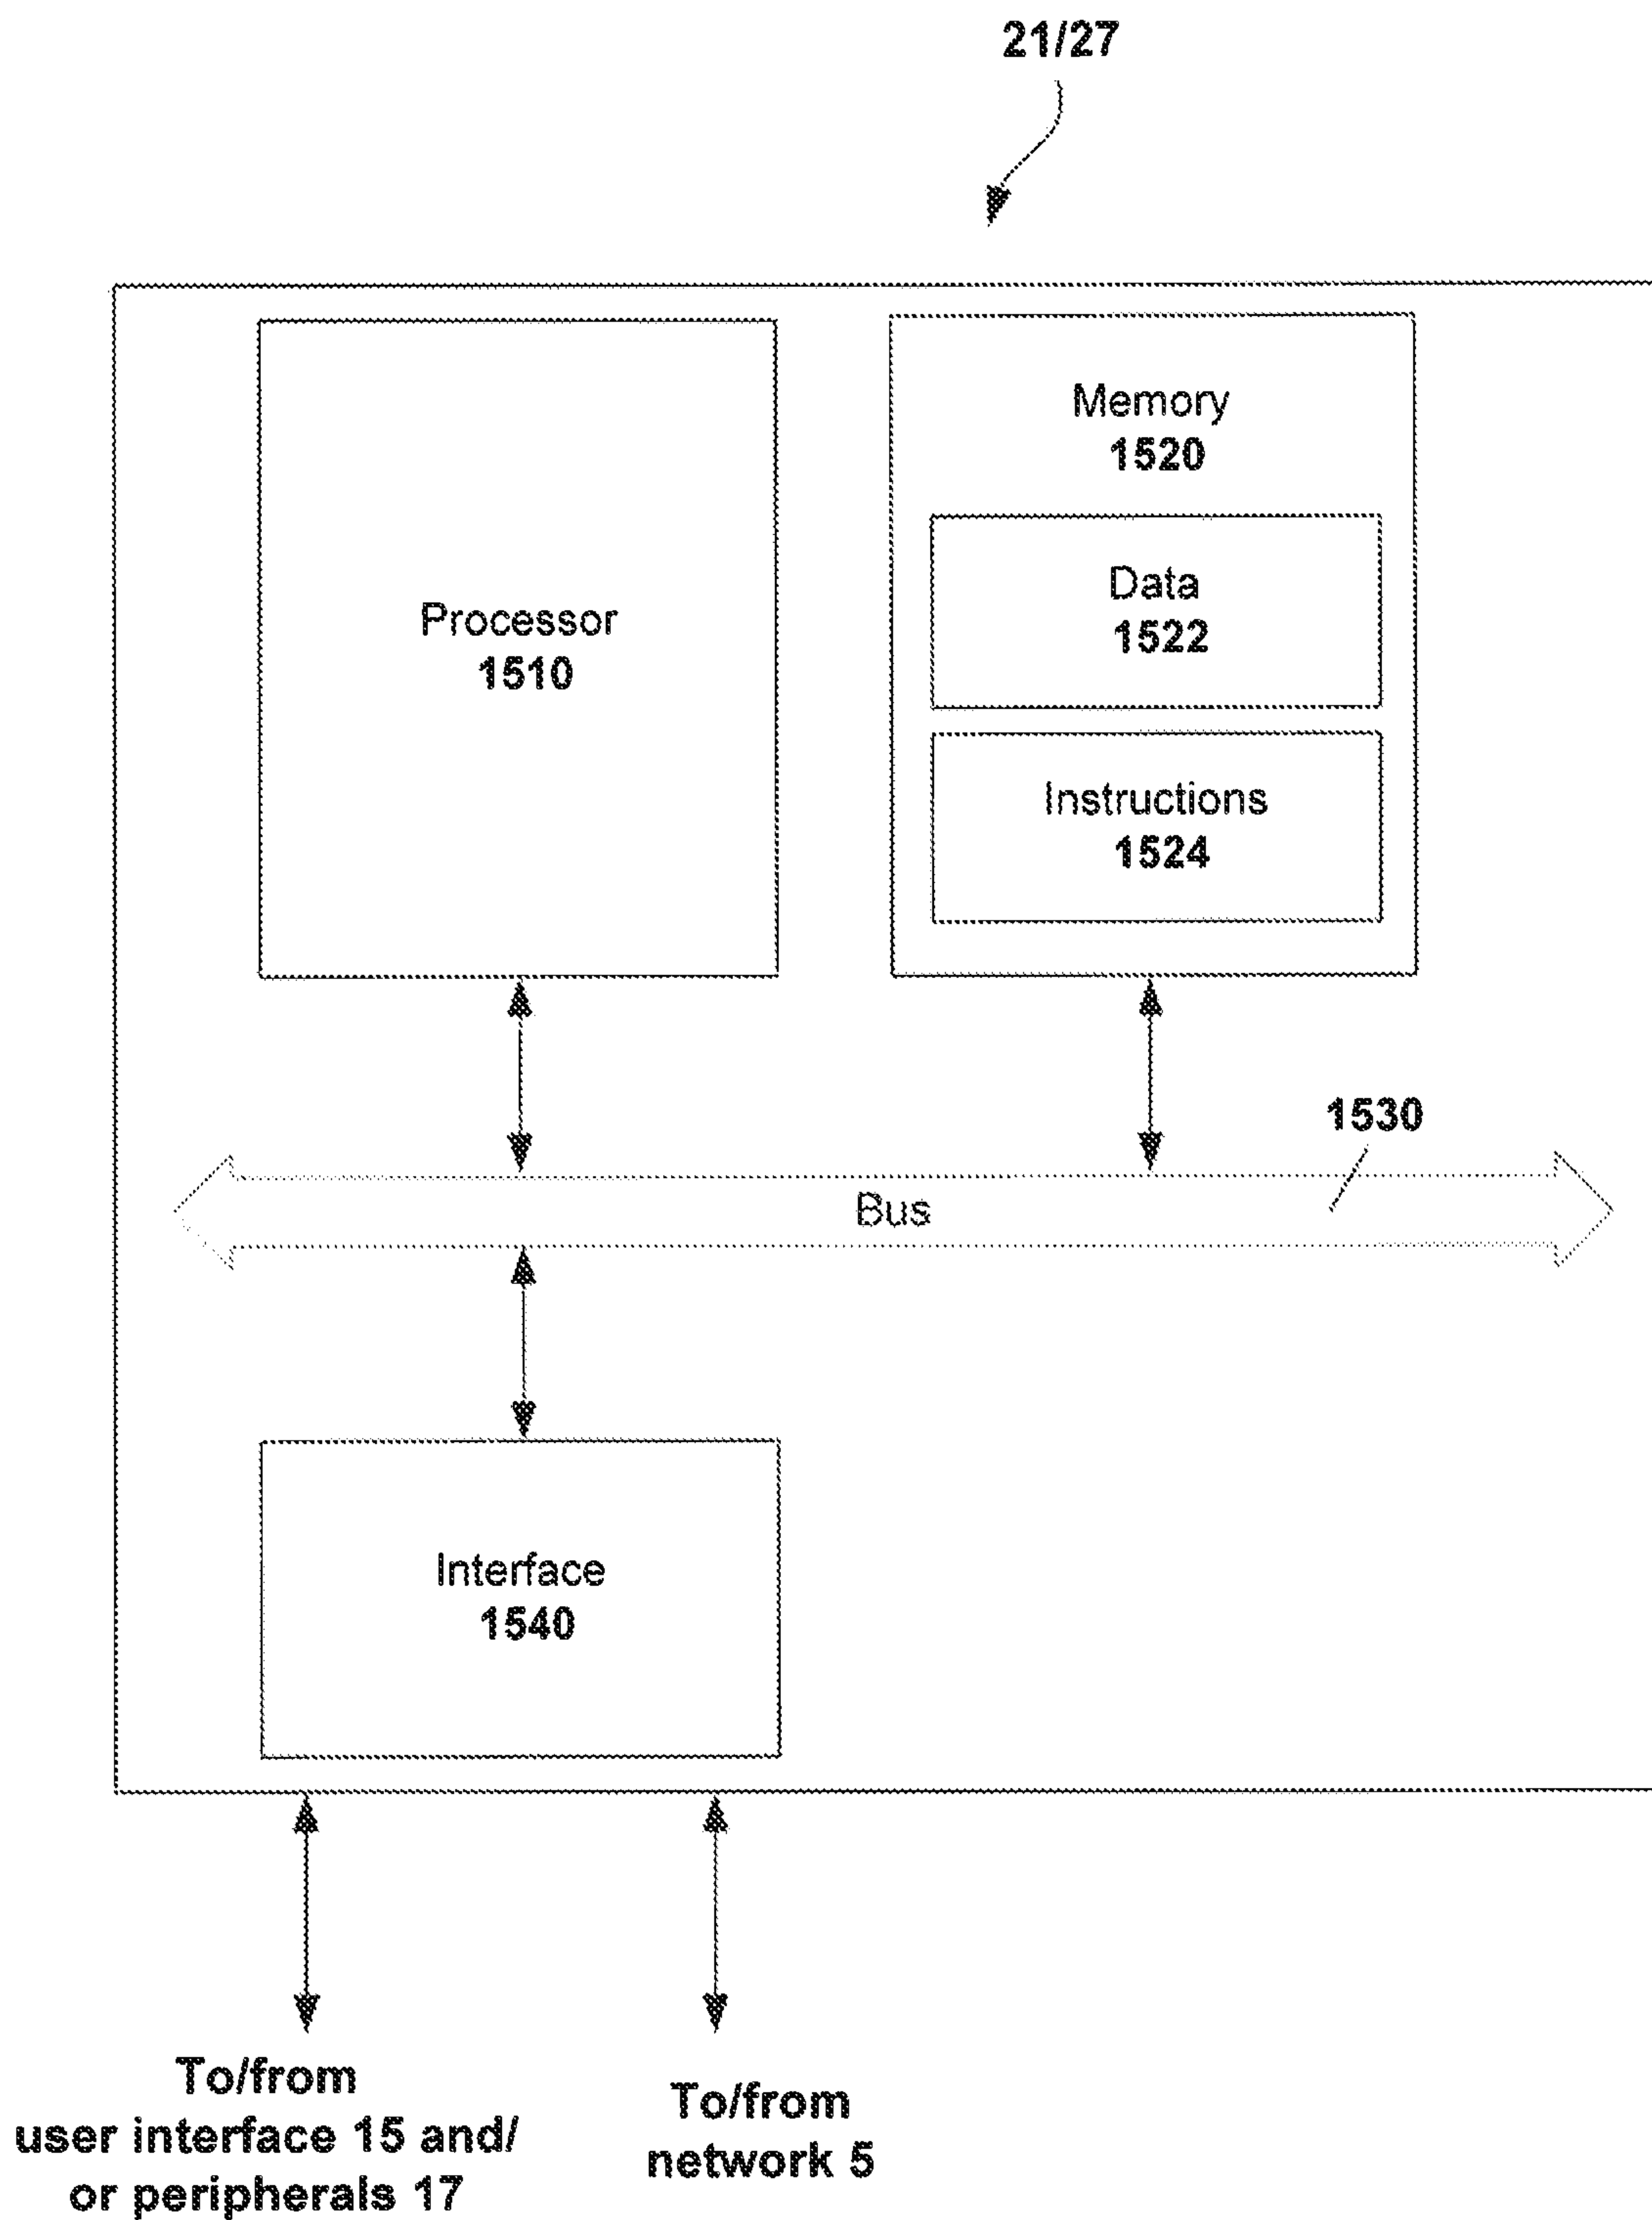 21/27
Processor
1510
Memory
1520
Data
1522
Instructions
1524
1530
Bus
Interface
1540
To/from
user interface 15 and/
or peripherals 17
To/from
network 5